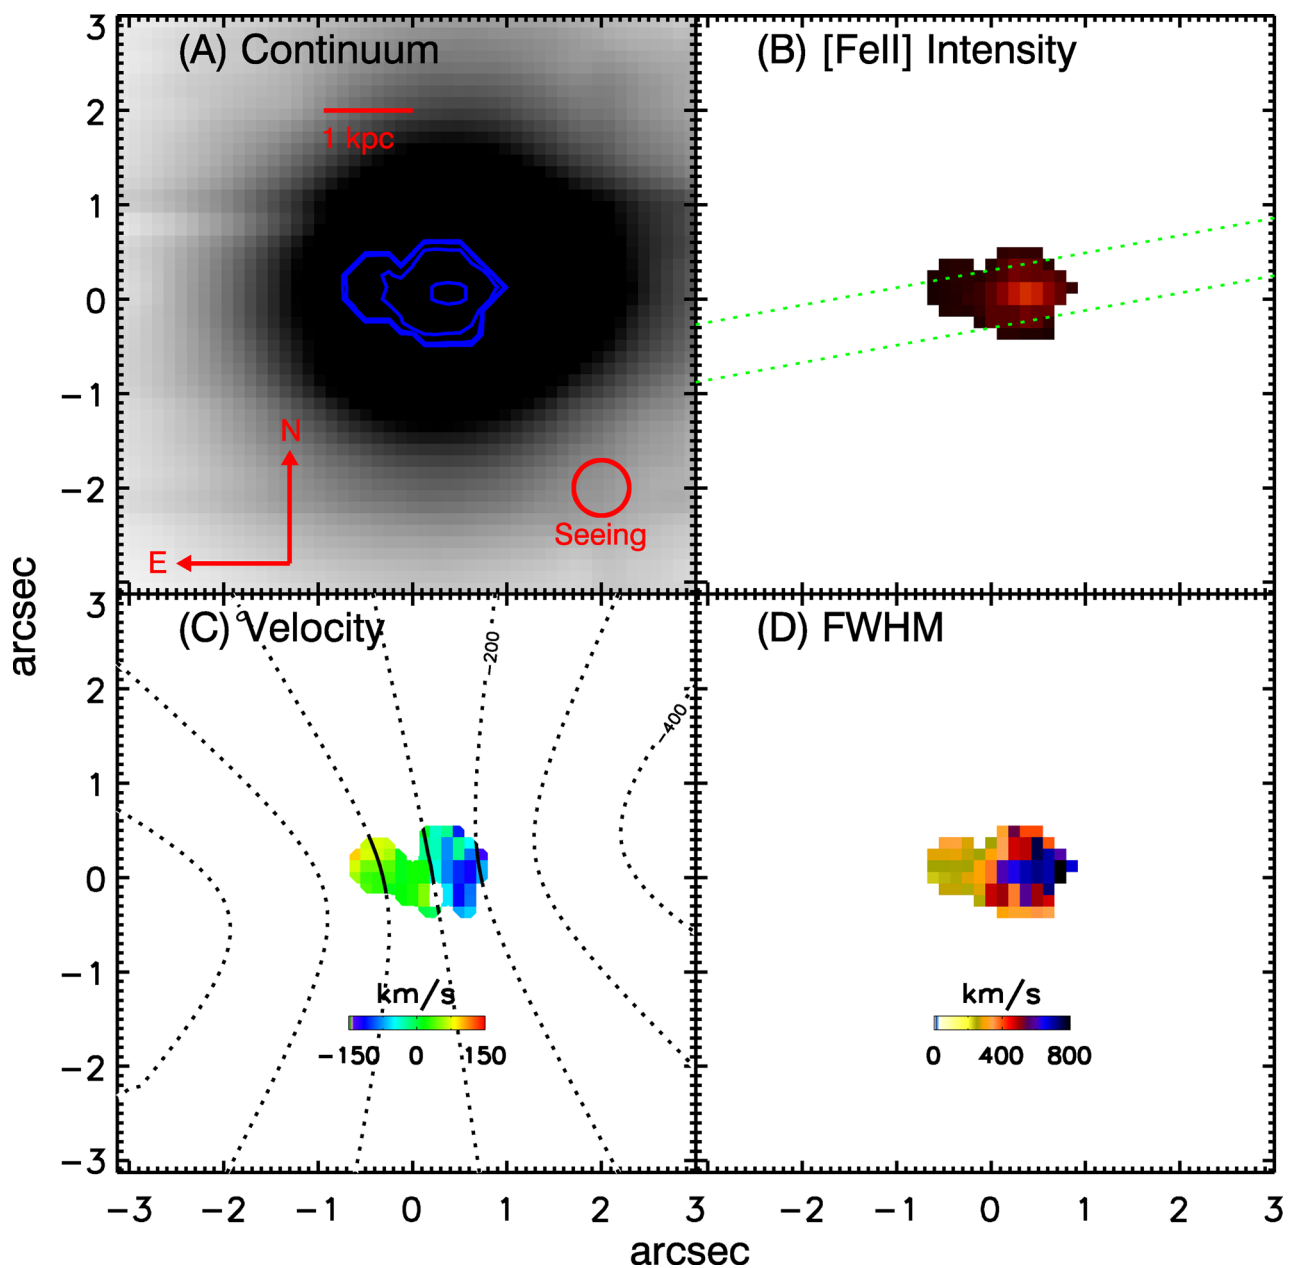 (A) Continuum
(B) [FeII] Intensity
3
2
1 kpc
1
0
−1
N
−2
Seeing
E
arcsec
3
(C) Velocity
(D) FWHM
−200
2
−400
1
0
−1
km/s
km/s
−150 0 150
0 400 800
−2
−3
−3 −2 −1 0 1 2 3
−2 −1 0 1 2 3
arcsec